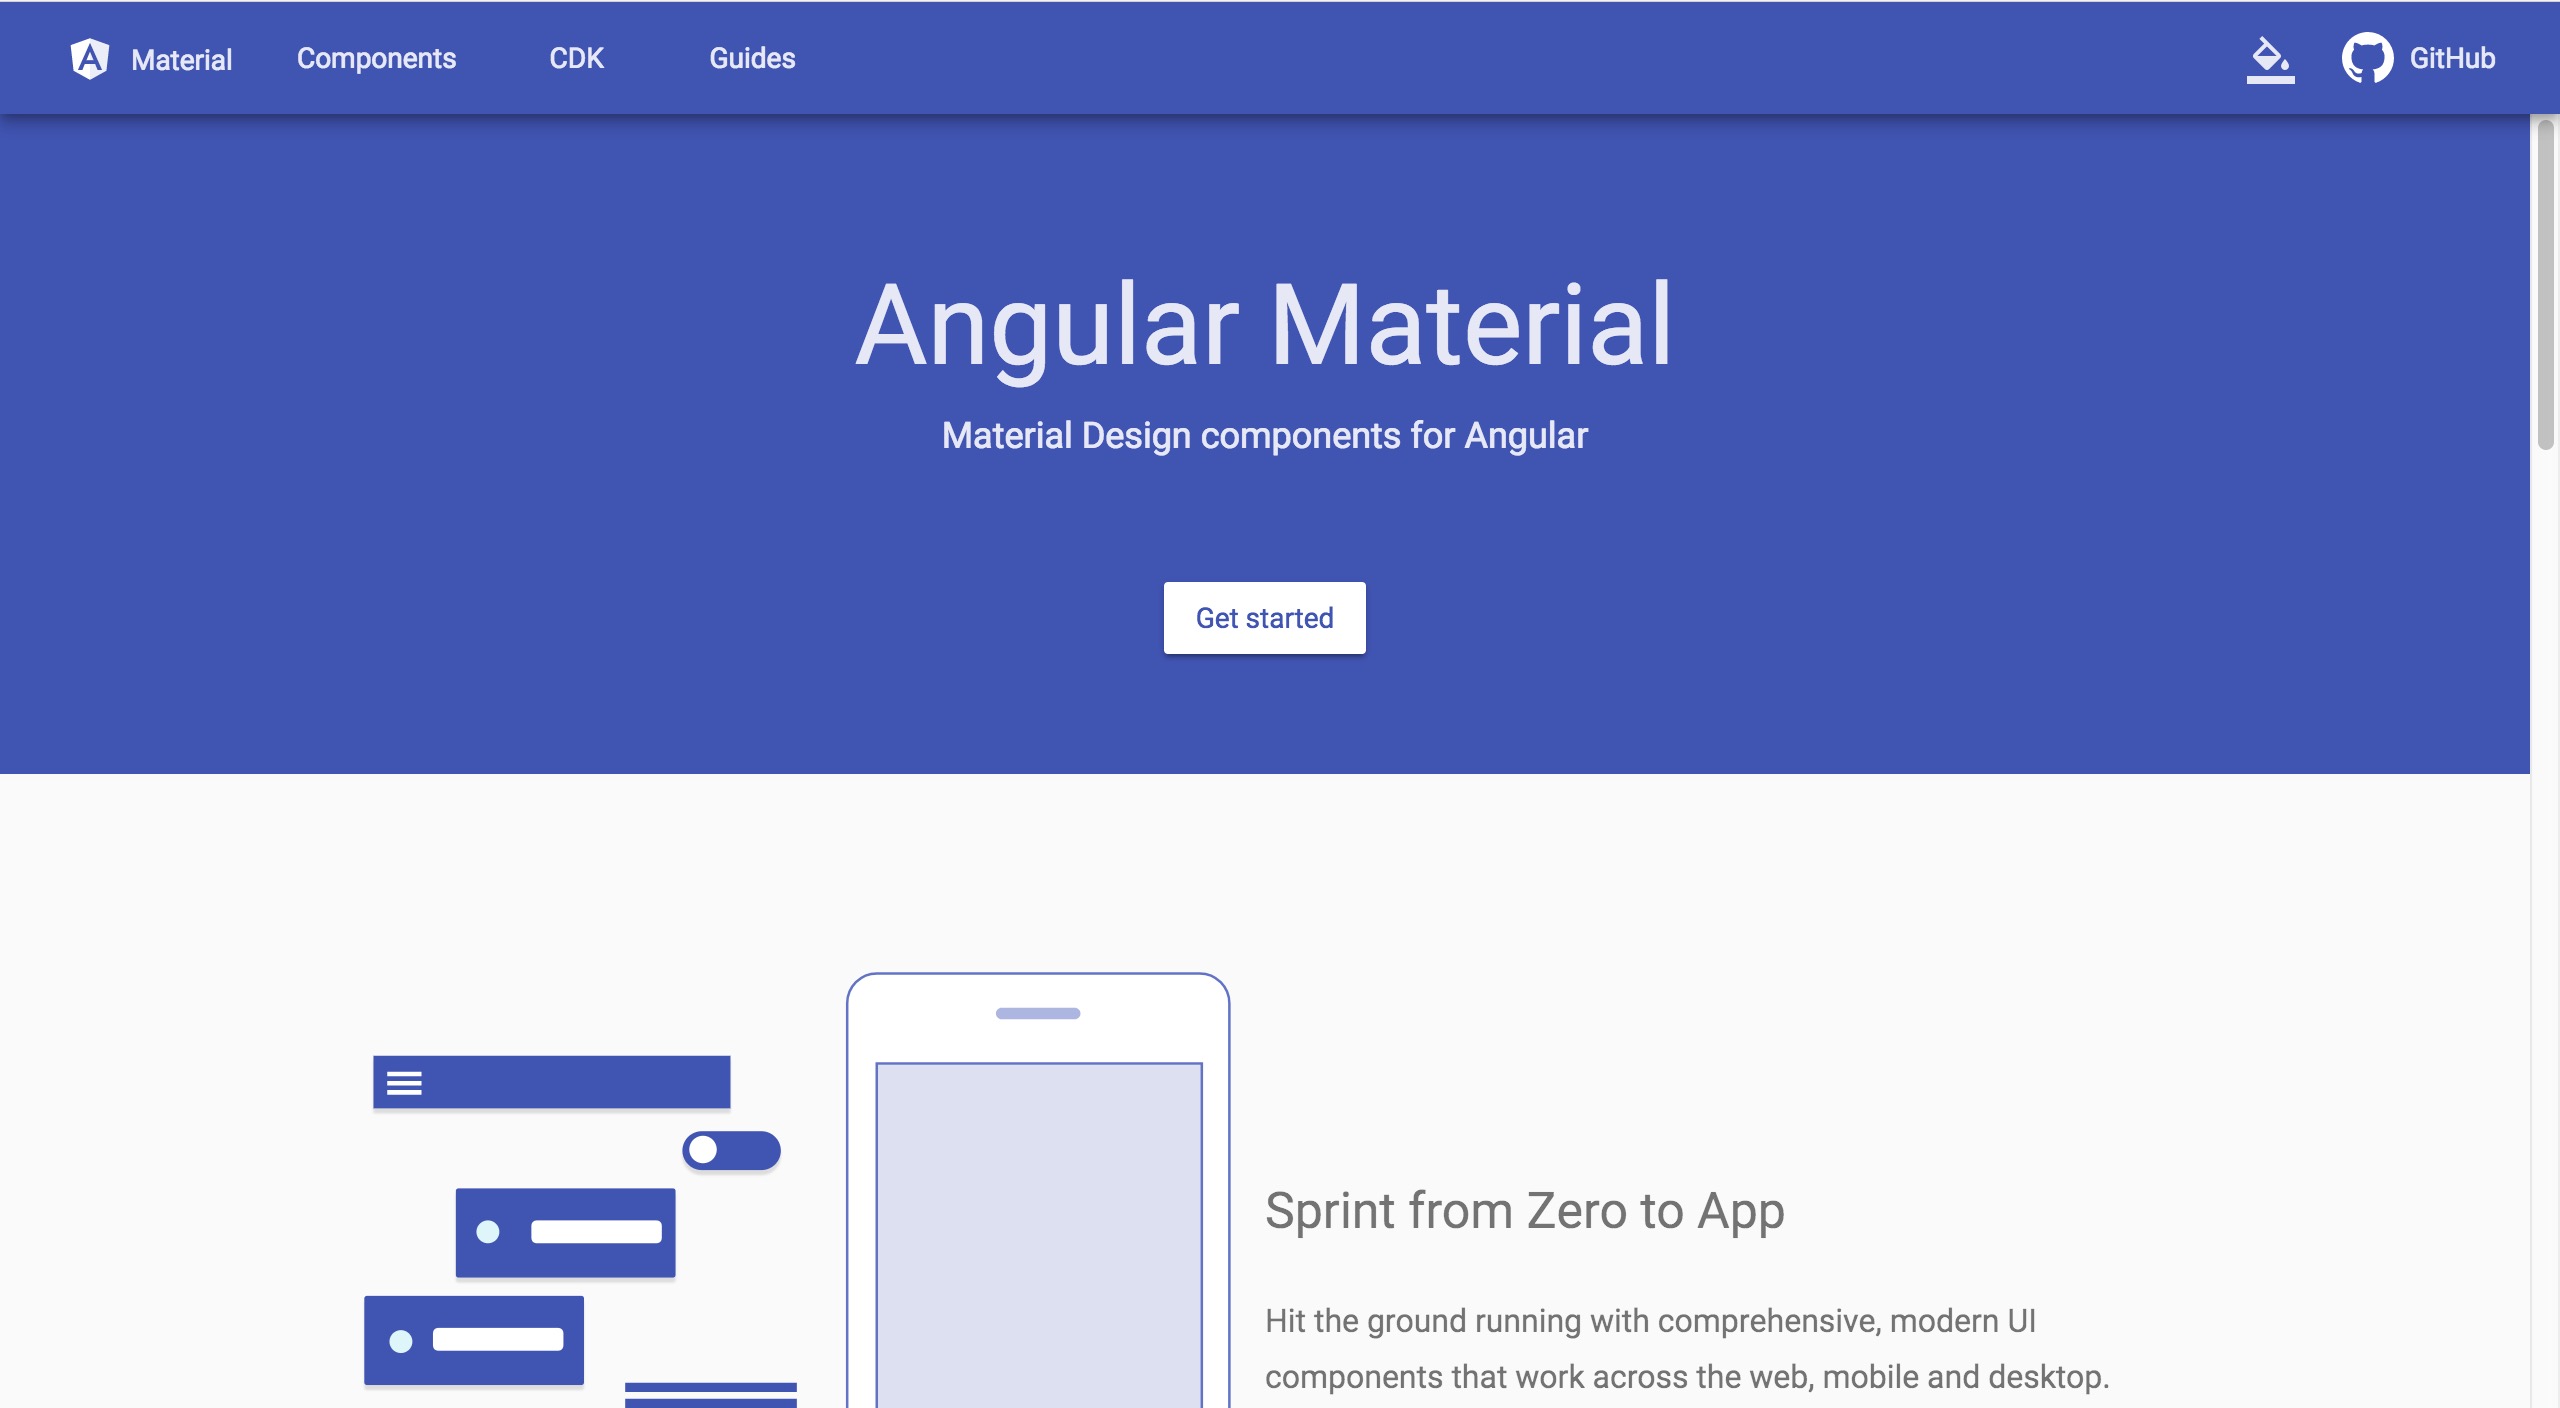 Material Components CDK Guides GitHub
Angular Material
Material Design components for Angular
Get started
Sprint from Zero to App
Hit the ground running with comprehensive, modern UI
components that work across the web, mobile and desktop.